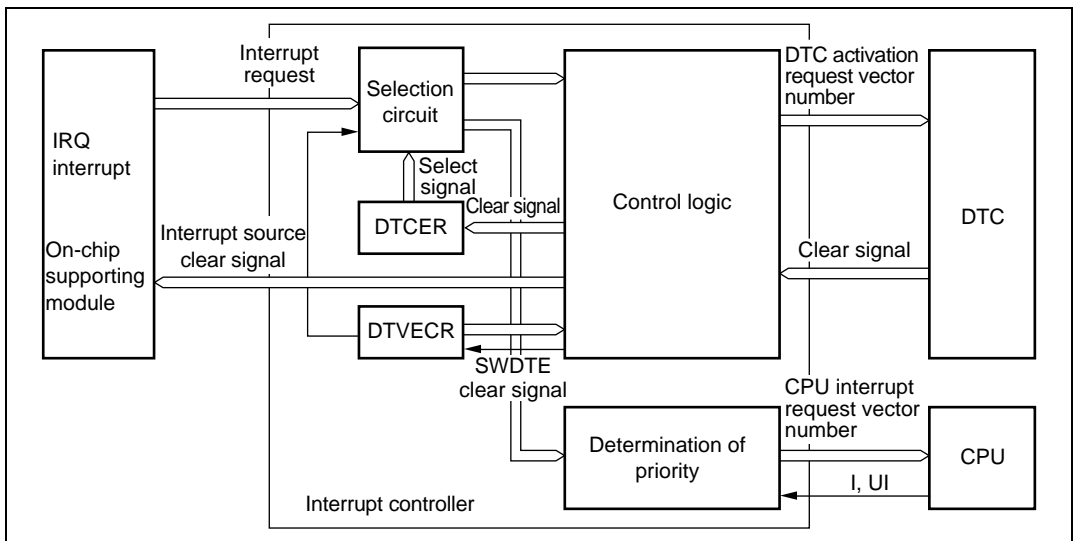 Interrupt
request
IRQ
interrupt
On-chip
supporting
module
Selection
circuit
Select
signal
DTCER
Clear signal
Interrupt source
clear signal
DTVECR
SWDTE
clear signal
Control logic
DTC activation
request vector
number
DTC
Clear signal
CPU interrupt
request vector
number
Determination of
priority
CPU
I, UI
Interrupt controller